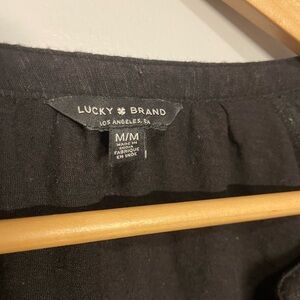 LUCKY BRAND
LOS ANGELES, CA
M/M
MADE IN
INDIA
FABRIQUÉ
EN INDE